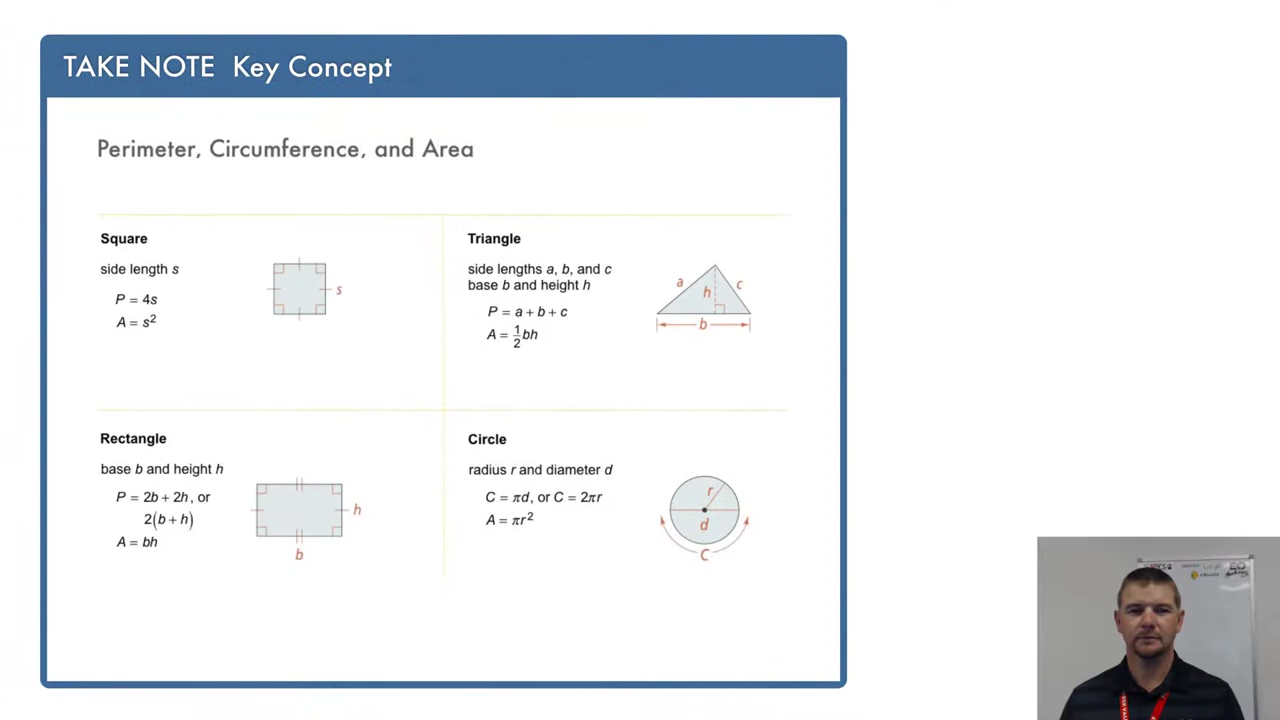 TAKE NOTE Key Concept
Perimeter, Circumference, and Area
Square
side length s
P = 4s
A = s²
s
Triangle
side lengths a, b, and c
base b and height h
P = a + b + c
A = 1/2 bh
a
h
c
b
Rectangle
base b and height h
P = 2b + 2h, or
2(b + h)
A = bh
h
b
Circle
radius r and diameter d
C = πd, or C = 2πr
A = πr²
r
d
C